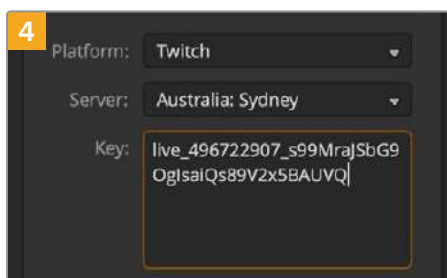 4
Platform: Twitch
Server: Australia: Sydney
Key: live_496722907_s99MraJSbG9
OgIsaiQs89V2x5BAUVQ